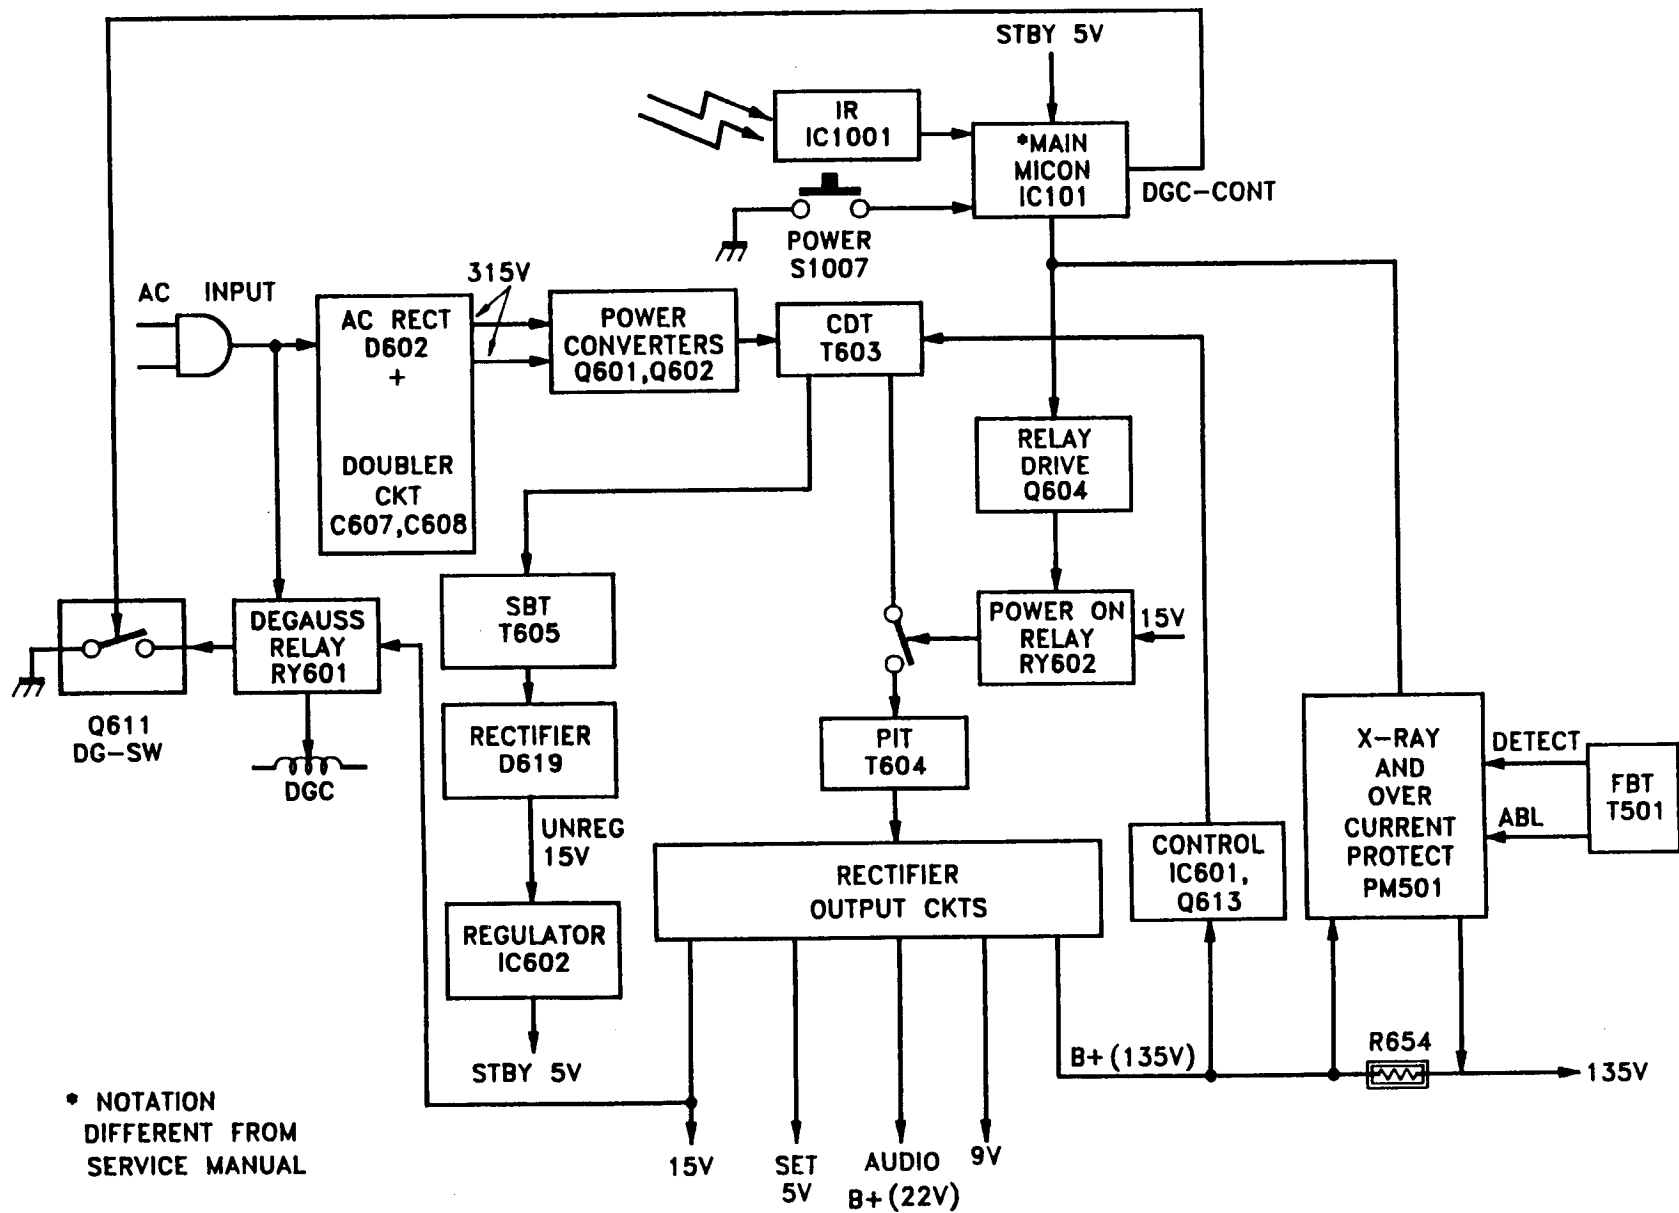 STBY 5V
IR
IC1001
*MAIN
MICON
IC101
DGC-CONT
POWER
S1007
AC INPUT
315V
AC RECT
D602
+
DOUBLER
CKT
C607,C608
POWER
CONVERTERS
Q601,Q602
CDT
T603
RELAY
DRIVE
Q604
SBT
T605
POWER ON
RELAY
RY602
15V
DEGAUSS
RELAY
RY601
Q611
DG-SW
DGC
RECTIFIER
D619
PIT
T604
X-RAY
AND
OVER
CURRENT
PROTECT
PM501
DETECT
ABL
FBT
T501
UNREG
15V
CONTROL
IC601,
Q613
RECTIFIER
OUTPUT CKTS
REGULATOR
IC602
STBY 5V
B+(135V)
R654
135V
* NOTATION
DIFFERENT FROM
SERVICE MANUAL
15V
SET
5V
AUDIO
B+(22V)
9V